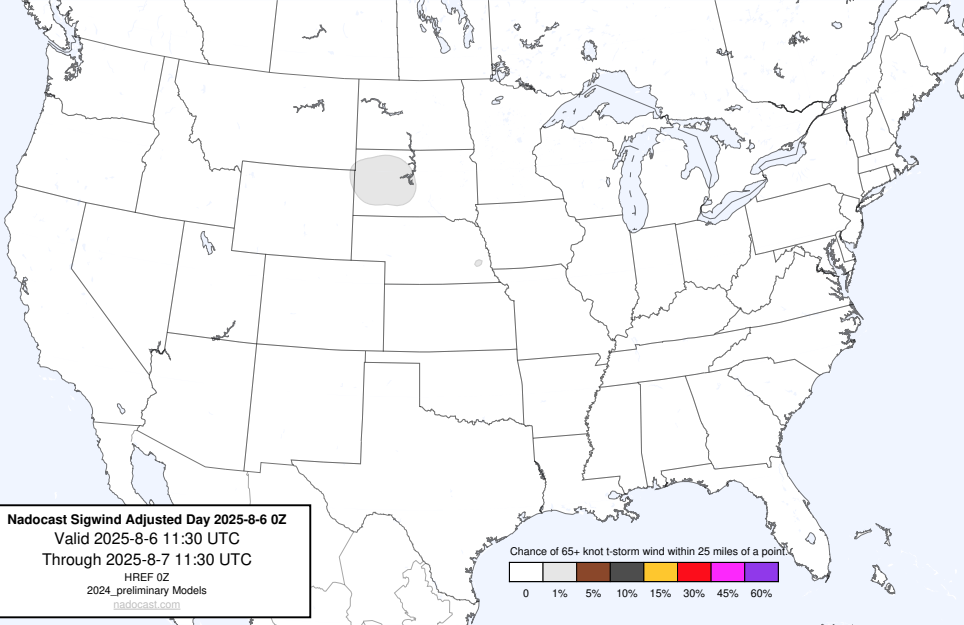 Nadocast Sigwind Adjusted Day 2025-8-6 0Z
Valid 2025-8-6 11:30 UTC
Through 2025-8-7 11:30 UTC
HREF 0Z
2024_preliminary Models
nadocast.com
Chance of 65+ knot t-storm wind within 25 miles of a point.
0 1% 5% 10% 15% 30% 45% 60%